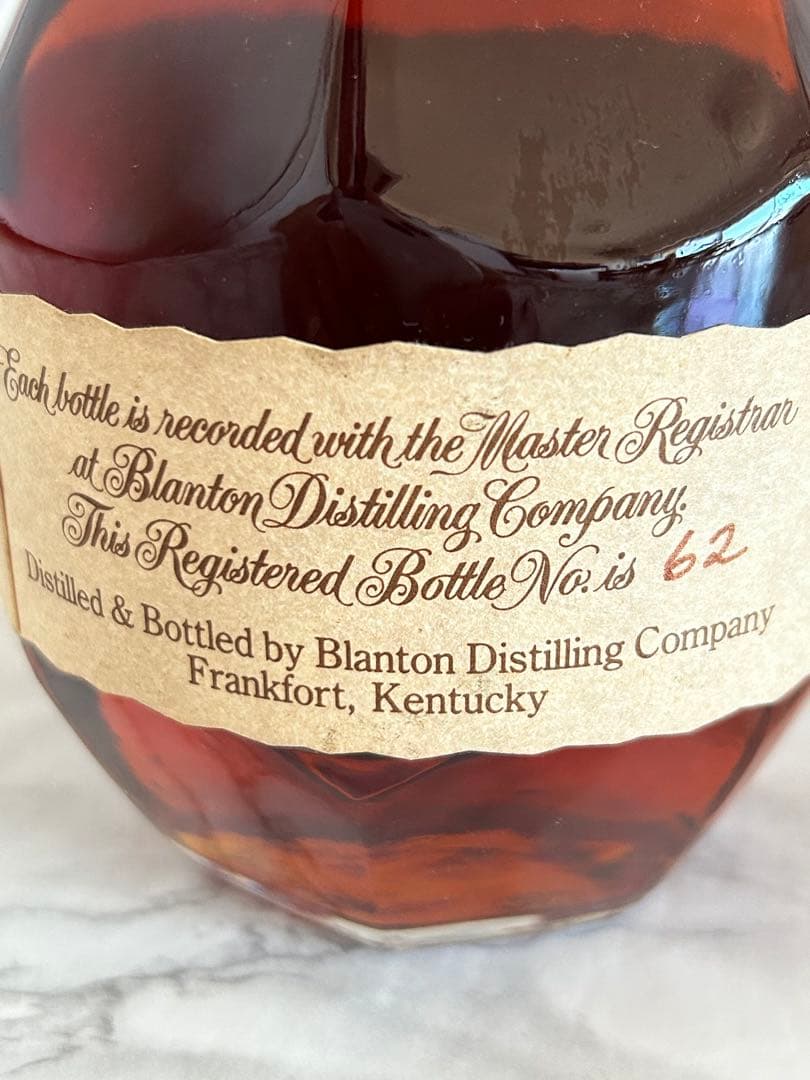 Each bottle is recorded with the Master Registrar
at Blanton Distilling Company.
This Registered Bottle No. is 62
Distilled & Bottled by Blanton Distilling Company
Frankfort, Kentucky